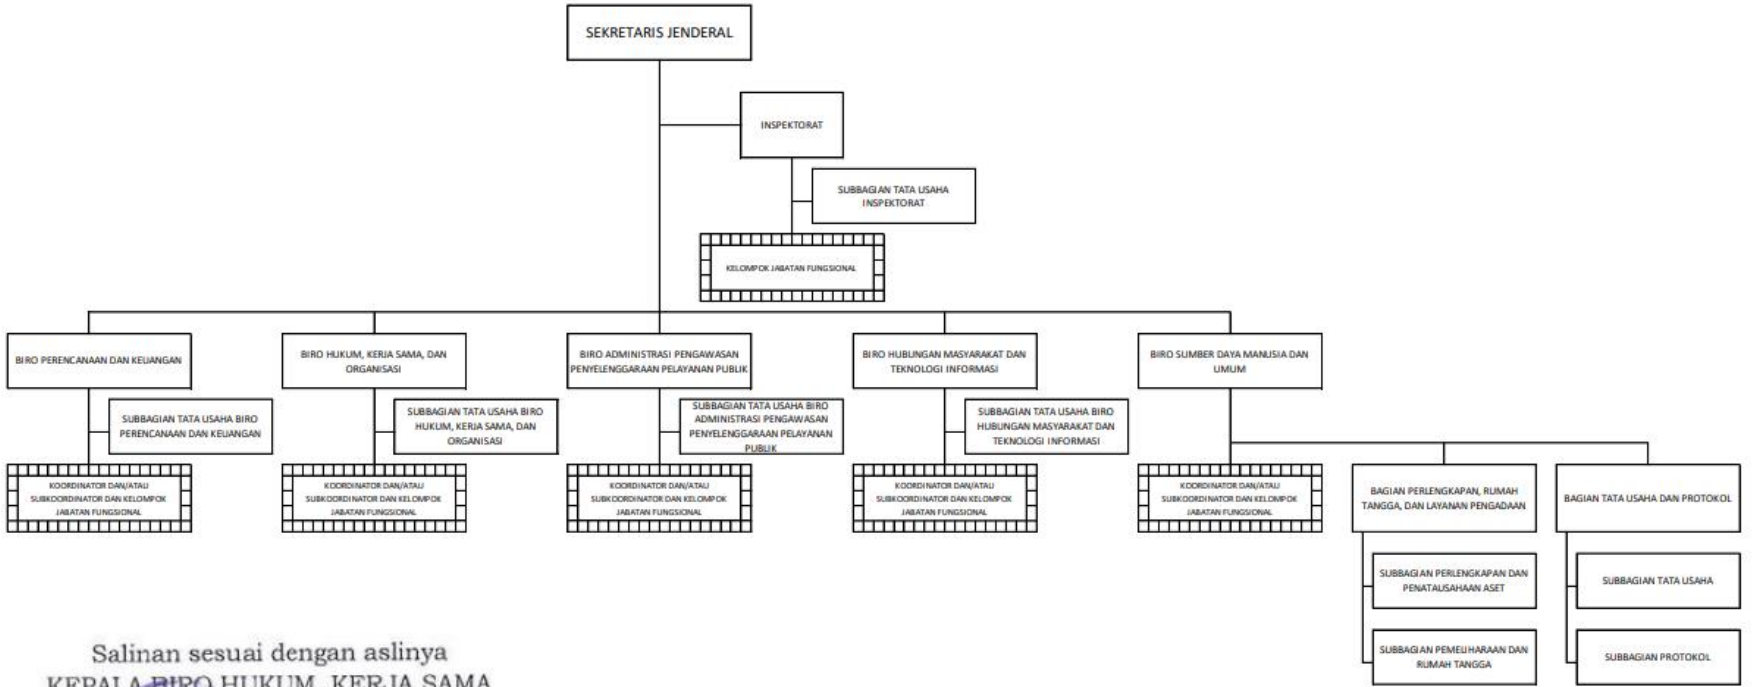 SEKRETARIS JENDERAL
INSPEKTORAT
SUBBAGIAN TATA USAHA
INSPEKTORAT
KELOMPOK JABATAN FUNGSIONAL
BIRO PERENCANAAN DAN KEUANGAN
BIRO HUKUM, KERJA SAMA, DAN
ORGANISASI
BIRO ADMINISTRASI PENGAWASAN
PENYELENGGARAAN PELAYANAN PUBLIK
BIRO HUBUNGAN MASYARAKAT DAN
TEKNOLOGI INFORMASI
BIRO SUMBER DAYA MANUSIA DAN
UMUM
SUBBAGIAN TATA USAHA BIRO
PERENCANAAN DAN KEUANGAN
SUBBAGIAN TATA USAHA BIRO
HUKUM, KERJA SAMA, DAN
ORGANISASI
SUBBAGIAN TATA USAHA BIRO
ADMINISTRASI PENGAWASAN
PENYELENGGARAAN PELAYANAN
PUBLIK
SUBBAGIAN TATA USAHA BIRO
HUBUNGAN MASYARAKAT DAN
TEKNOLOGI INFORMASI
KOORDINATOR DAN/ATAU
SUBKOORDINATOR DAN KELOMPOK
JABATAN FUNGSIONAL
KOORDINATOR DAN/ATAU
SUBKOORDINATOR DAN KELOMPOK
JABATAN FUNGSIONAL
KOORDINATOR DAN/ATAU
SUBKOORDINATOR DAN KELOMPOK
JABATAN FUNGSIONAL
KOORDINATOR DAN/ATAU
SUBKOORDINATOR DAN KELOMPOK
JABATAN FUNGSIONAL
KOORDINATOR DAN/ATAU
SUBKOORDINATOR DAN KELOMPOK
JABATAN FUNGSIONAL
BAGIAN PERLENGKAPAN, RUMAH
TANGGA, DAN LAYANAN PENGADAAN
BAGIAN TATA USAHA DAN PROTOKOL
SUBBAGIAN PERLENGKAPAN DAN
PENATAUSAHAAN ASET
SUBBAGIAN TATA USAHA
SUBBAGIAN PEMELIHARAAN DAN
RUMAH TANGGA
SUBBAGIAN PROTOKOL
Salinan sesuai dengan aslinya
KEPALA BIRO HUKUM, KERJA SAMA